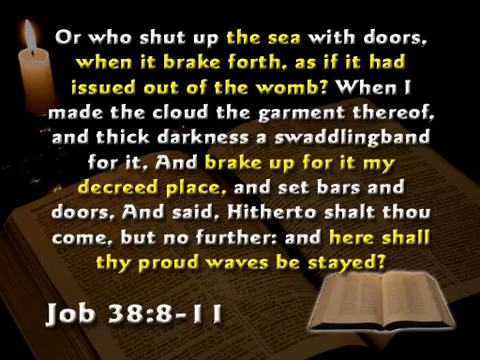 Or who shut up the sea with doors,
when it brake forth, as if it had
issued out of the womb? When I
made the cloud the garment thereof,
and thick darkness a swaddlingband
for it, And brake up for it my
decreed place, and set bars and
doors, And said, Hitherto shalt thou
come, but no further: and here shall
thy proud waves be stayed?
Job 38:8-11